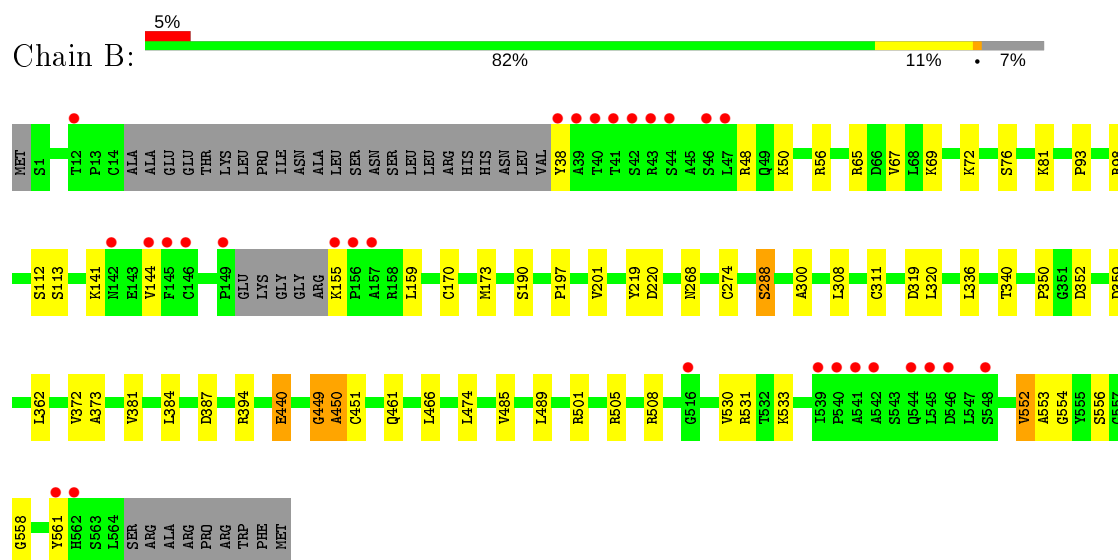 5%
Chain B:
82% 11% • 7%
MET S1 T12 P13 C14 ALA ALA GLU GLU THR LYS LEU PRO ILE ASN ALA LEU SER ASN SER LEU LEU ARG HIS HIS ASN LEU VAL Y38 A39 T40 T41 S42 R43 S44 A45 S46 L47 R48 Q49 K50 R56 R65 D66 V67 L68 K69 K72 S76 K81 P93
S112 S113 K141 N142 E143 V144 F145 C146 P149 GLU LYS GLY GLY ARG K155 P156 A157 R158 L159 C170 M173 S190 P197 V201 Y219 D220 N268 C274 S288 A300 L308 C311 D319 L320 L336 T340 P350 G351 D352 D359
L362 V372 A373 V381 L384 D387 R394 E440 G449 A450 C451 Q461 L466 L474 V485 L489 R501 R505 R508 G516 V530 R531 T532 K533 I539 P540 A541 A542 S543 Q544 L545 D546 L547 S548 V552 A553 G554 Y555 S556 G557
G558 Y561 H562 S563 L564 SER ARG ALA ARG PRO ARG TRP PHE MET